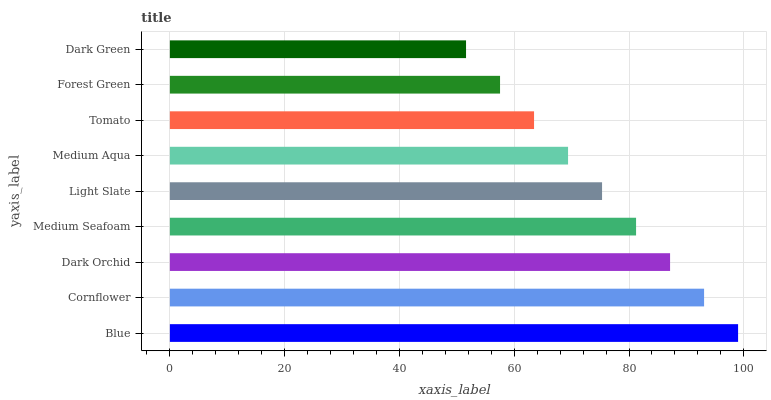 title
Dark Green
Forest Green
Tomato
Medium Aqua
Light Slate
Medium Seafoam
Dark Orchid
Cornflower
Blue
yaxis_label
0 20 40 60 80 100
xaxis_label